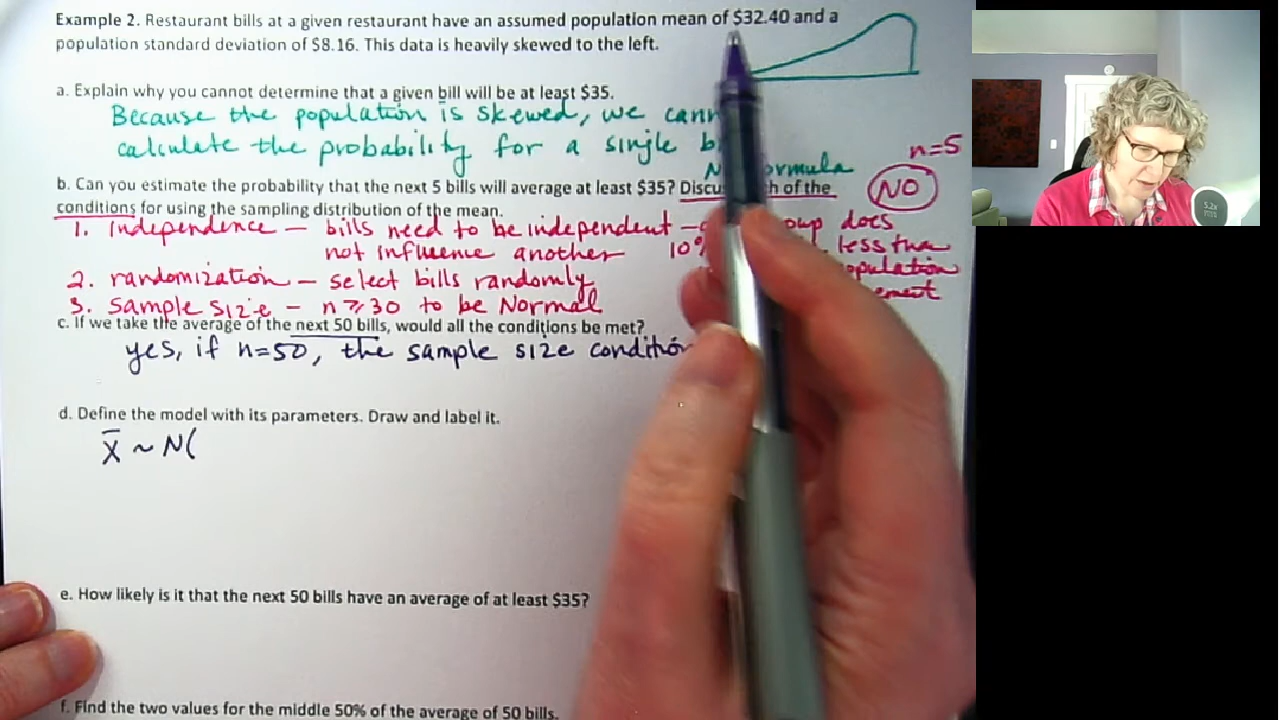 Example 2. Restaurant bills at a given restaurant have an assumed population mean of $32.40 and a
population standard deviation of $8.16. This data is heavily skewed to the left.
a. Explain why you cannot determine that a given bill will be at least $35.
Because the population is skewed, we
calculate the probability for a single
n=5
b. Can you estimate the probability that the next 5 bills will average at least $35? of the
NO
conditions for using the sampling distribution of the mean.
1. independence – bills need to be independent – does
not influence another 10% less than
2. randomization – select bills randomly
3. sample size – n ≥ 30 to be Normal
c. If we take the average of the next 50 bills, would all the conditions be met?
yes, if n=50, the sample size condition
d. Define the model with its parameters. Draw and label it.
x̄ ~ N(
e. How likely is it that the next 50 bills have an average of at least $35?
f. Find the two values for the middle 50% of the average of 50 bills.